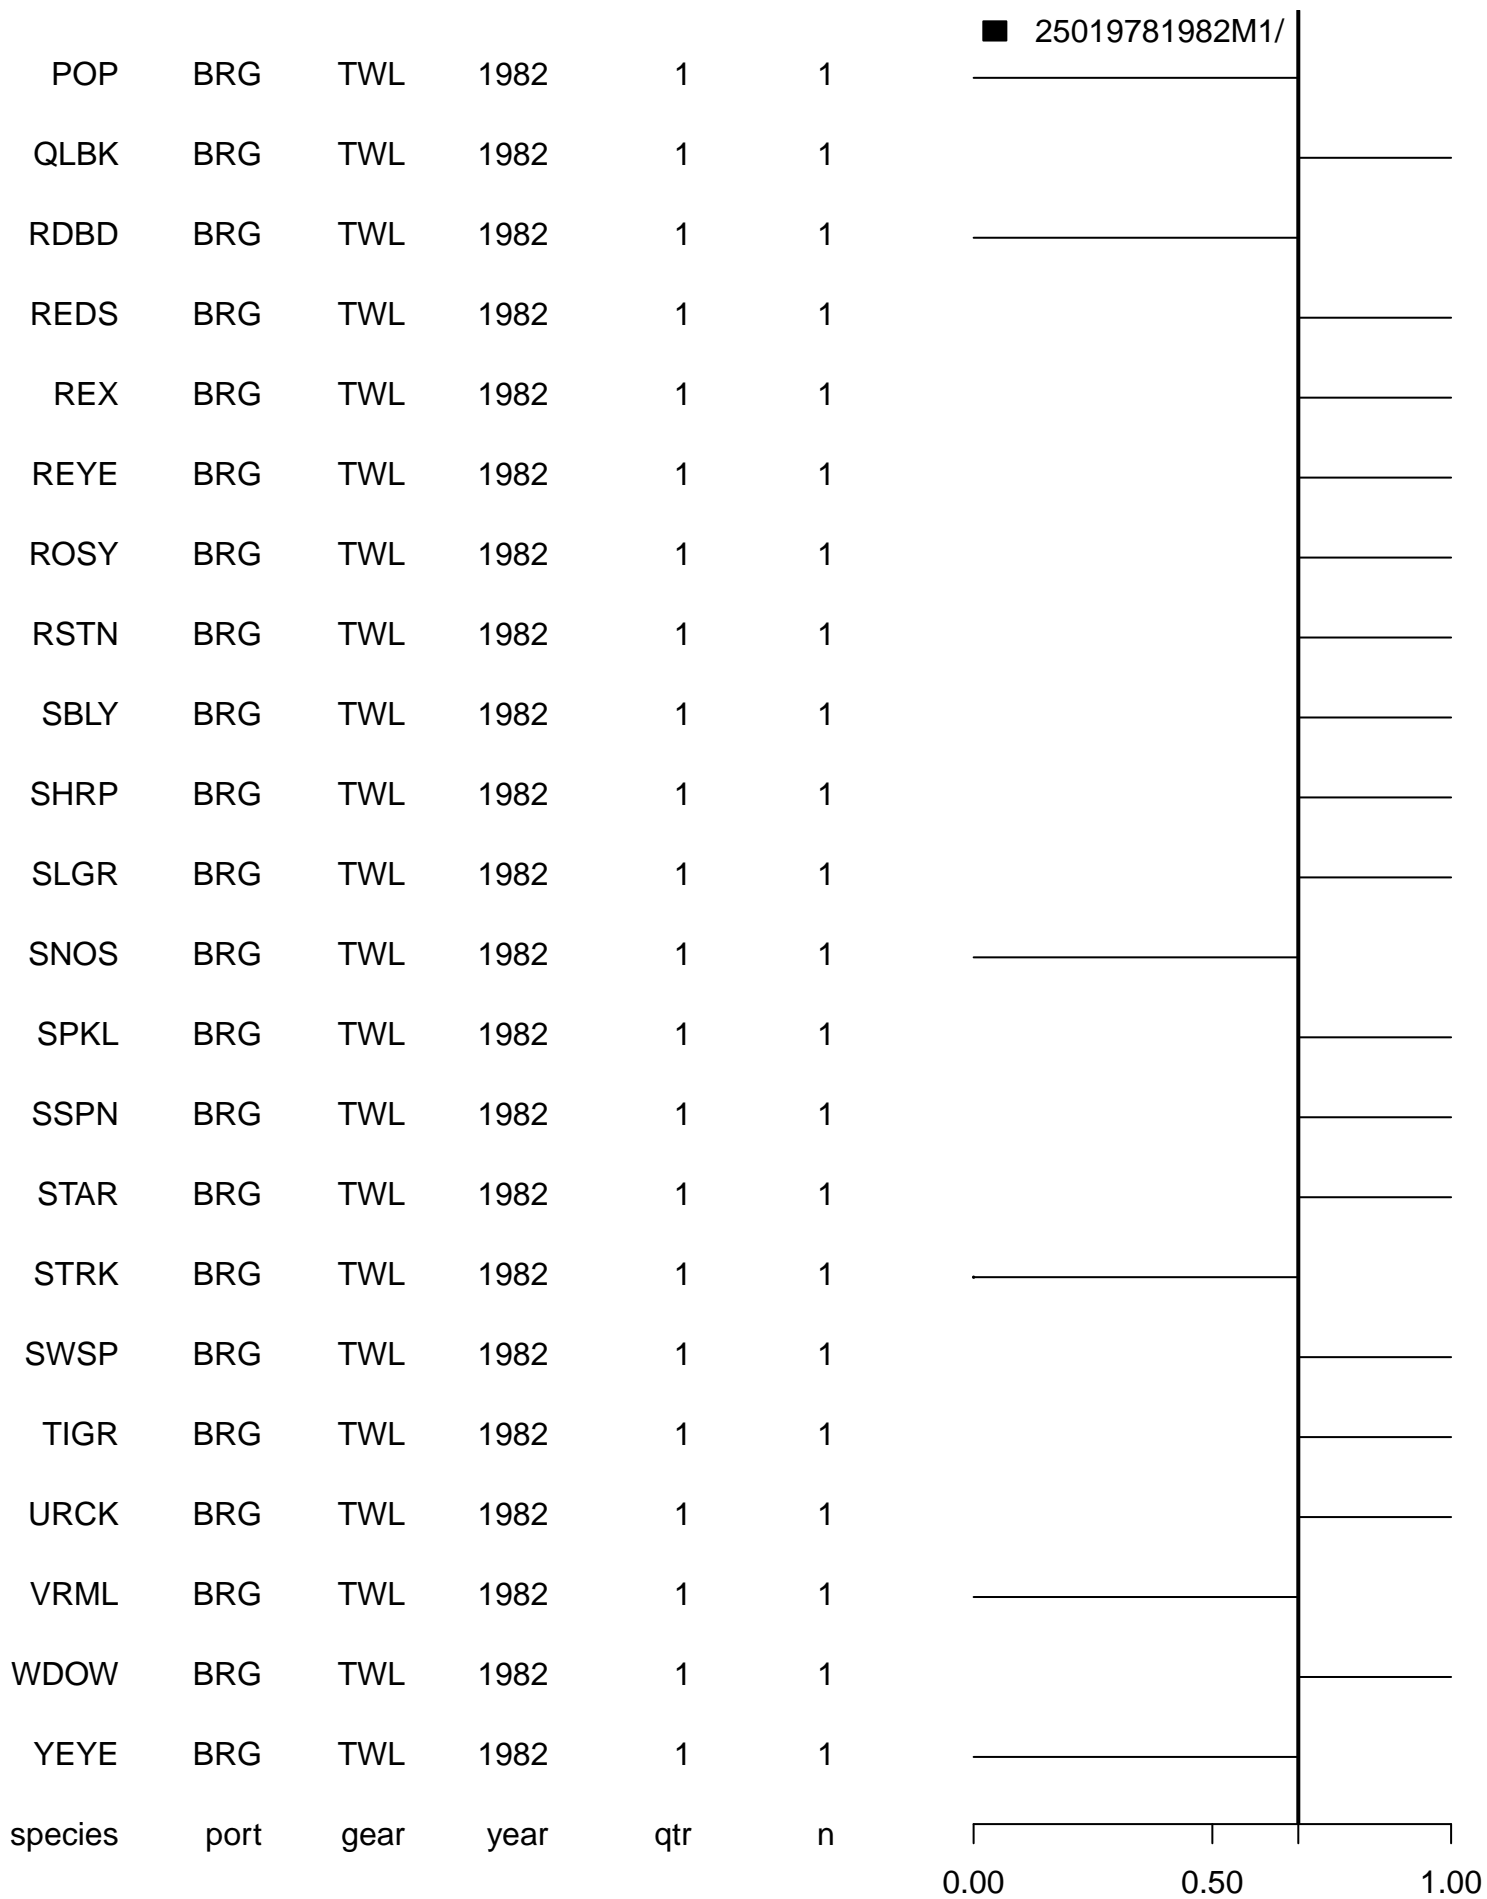 25019781982M1/
POP BRG TWL 1982 1 1
QLBK BRG TWL 1982 1 1
RDBD BRG TWL 1982 1 1
REDS BRG TWL 1982 1 1
REX BRG TWL 1982 1 1
REYE BRG TWL 1982 1 1
ROSY BRG TWL 1982 1 1
RSTN BRG TWL 1982 1 1
SBLY BRG TWL 1982 1 1
SHRP BRG TWL 1982 1 1
SLGR BRG TWL 1982 1 1
SNOS BRG TWL 1982 1 1
SPKL BRG TWL 1982 1 1
SSPN BRG TWL 1982 1 1
STAR BRG TWL 1982 1 1
STRK BRG TWL 1982 1 1
SWSP BRG TWL 1982 1 1
TIGR BRG TWL 1982 1 1
URCK BRG TWL 1982 1 1
VRML BRG TWL 1982 1 1
WDOW BRG TWL 1982 1 1
YEYE BRG TWL 1982 1 1
species port gear year qtr n
0.00 0.50 1.00